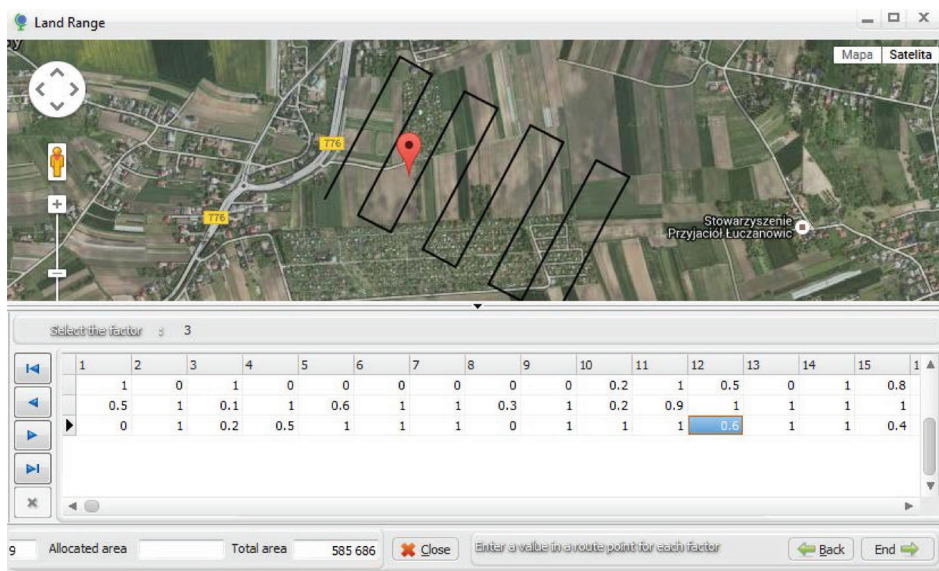 Land Range
Mapa Satelita
776
776
Stowarzyszenie
Przyjaciół Łuczanowic
Select the factor : 3
1 2 3 4 5 6 7 8 9 10 11 12 13 14 15 1
1 0 1 0 0 0 0 0 0 0.2 1 0.5 0 1 0.8
0.5 1 0.1 1 0.6 1 1 0.3 1 0.2 0.9 1 1 1 1
0 1 0.2 0.5 1 1 1 0 1 1 1 0.6 1 1 0.4
9 Allocated area Total area 585 686 Close Enter a value in a route point for each factor Back End